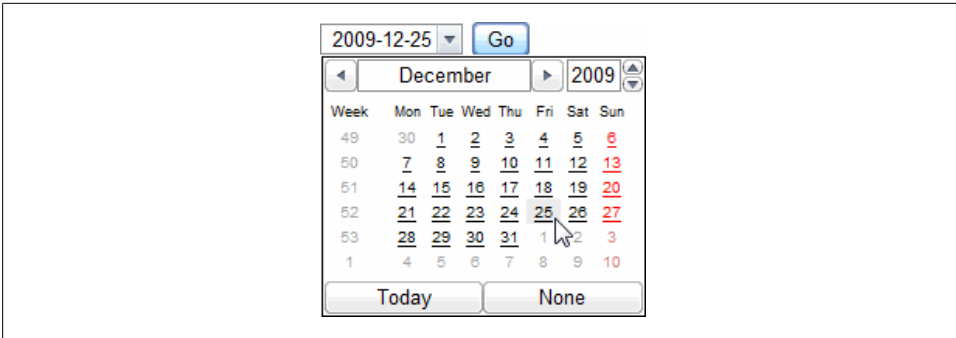 2009-12-25 Go
December 2009
Week Mon Tue Wed Thu Fri Sat Sun
49 30 1 2 3 4 5 6
50 7 8 9 10 11 12 13
51 14 15 16 17 18 19 20
52 21 22 23 24 25 26 27
53 28 29 30 31 1 2 3
1 4 5 6 7 8 9 10
Today None